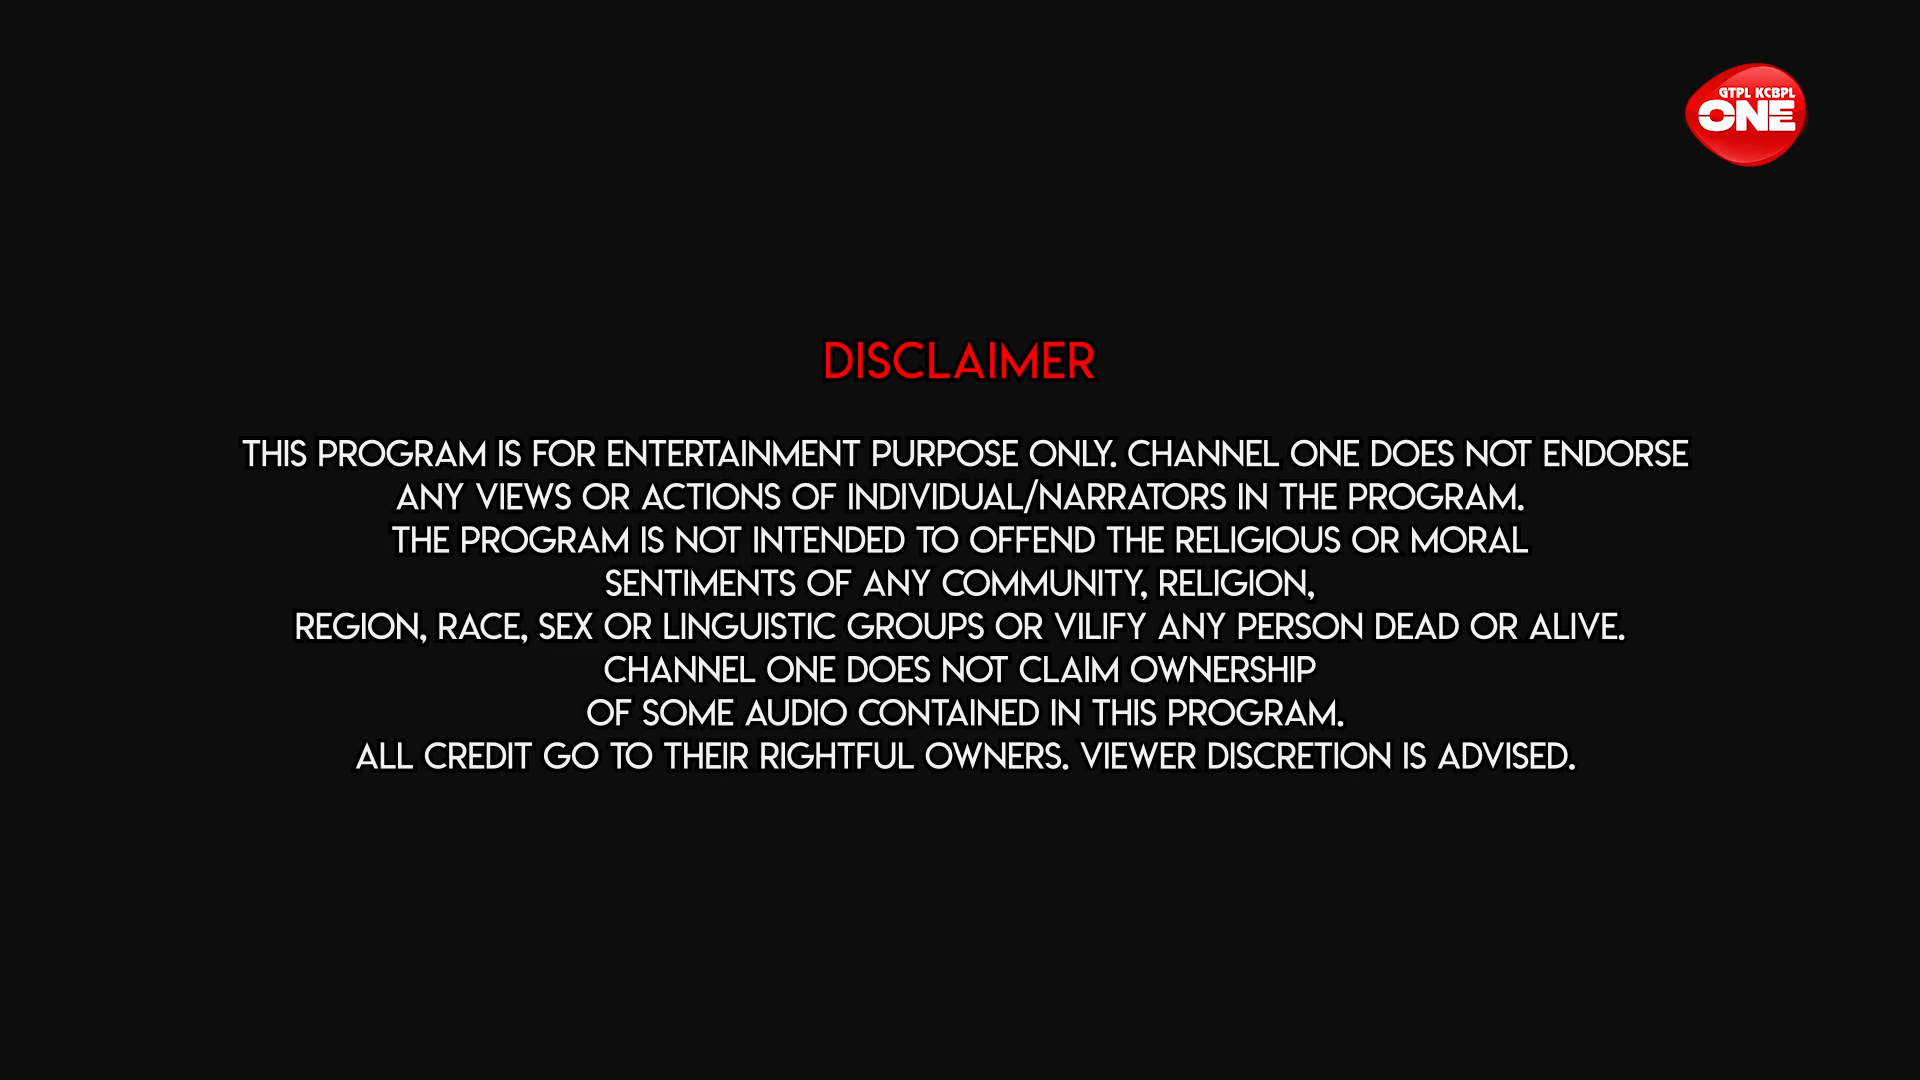 GTPL KCBPL
ONE
DISCLAIMER
THIS PROGRAM IS FOR ENTERTAINMENT PURPOSE ONLY. CHANNEL ONE DOES NOT ENDORSE
ANY VIEWS OR ACTIONS OF INDIVIDUAL/NARRATORS IN THE PROGRAM.
THE PROGRAM IS NOT INTENDED TO OFFEND THE RELIGIOUS OR MORAL
SENTIMENTS OF ANY COMMUNITY, RELIGION,
REGION, RACE, SEX OR LINGUISTIC GROUPS OR VILIFY ANY PERSON DEAD OR ALIVE.
CHANNEL ONE DOES NOT CLAIM OWNERSHIP
OF SOME AUDIO CONTAINED IN THIS PROGRAM.
ALL CREDIT GO TO THEIR RIGHTFUL OWNERS. VIEWER DISCRETION IS ADVISED.